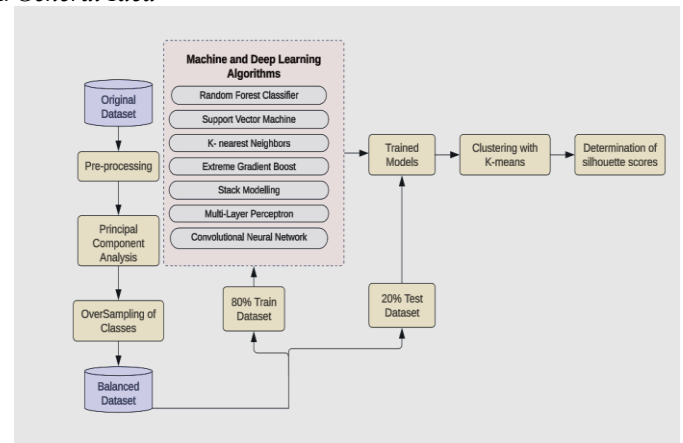 Machine and Deep Learning
Algorithms
Random Forest Classifier
Support Vector Machine
K- nearest Neighbors
Extreme Gradient Boost
Stack Modelling
Multi-Layer Perceptron
Convolutional Neural Network
Original
Dataset
Pre-processing
Principal
Component
Analysis
OverSampling of
Classes
Balanced
Dataset
80% Train
Dataset
20% Test
Dataset
Trained
Models
Clustering with
K-means
Determination of
silhouette scores